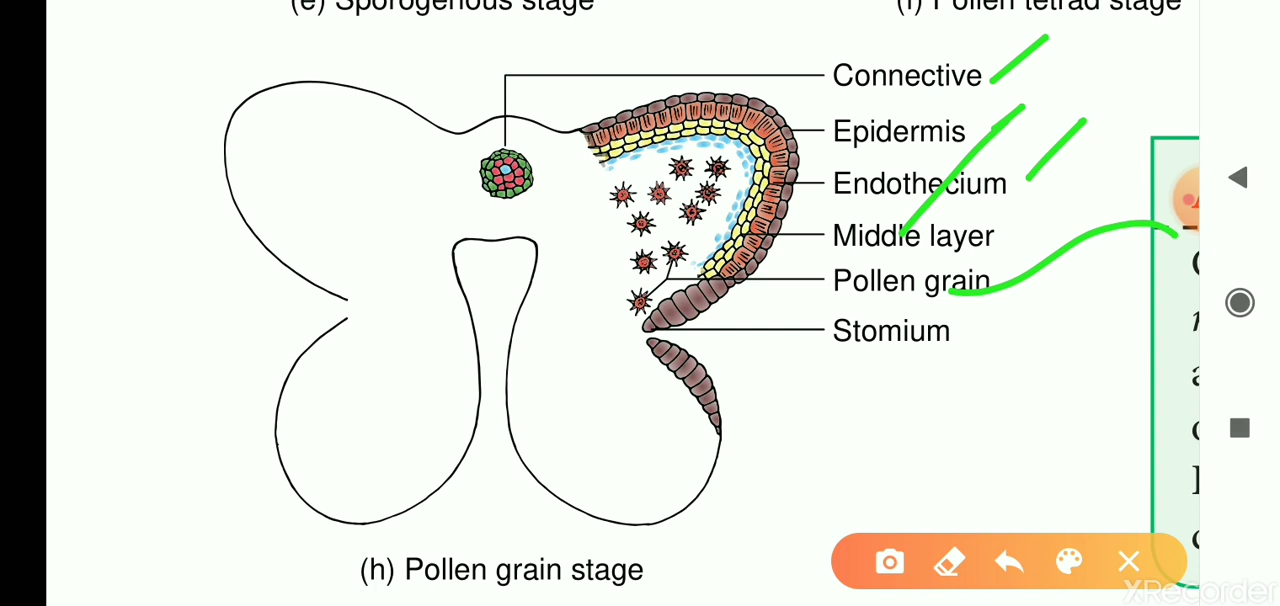 (e) Sporogenous stage
(f) Pollen tetrad stage
Connective
Epidermis
Endothecium
Middle layer
Pollen grain
Stomium
(h) Pollen grain stage
XRecorder